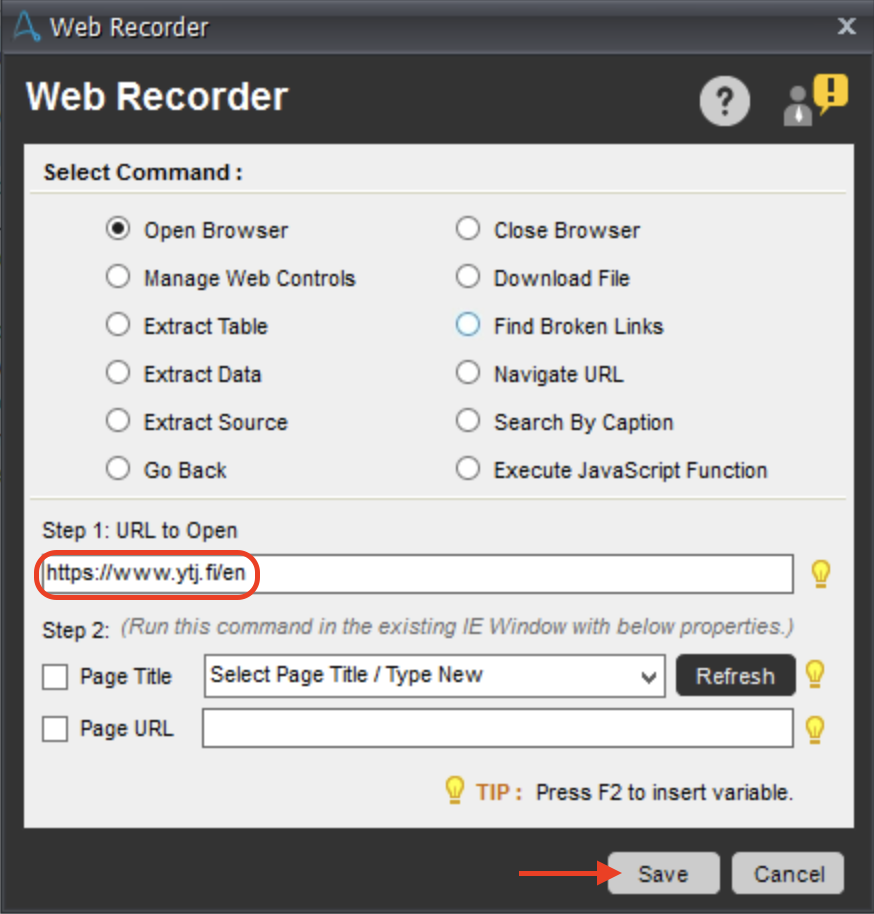 Web Recorder
Web Recorder
Select Command :
Open Browser Close Browser
Manage Web Controls Download File
Extract Table Find Broken Links
Extract Data Navigate URL
Extract Source Search By Caption
Go Back Execute JavaScript Function
Step 1: URL to Open
https://www.ytj.fi/en
Step 2: (Run this command in the existing IE Window with below properties.)
Page Title Select Page Title / Type New Refresh
Page URL
TIP : Press F2 to insert variable.
Save Cancel